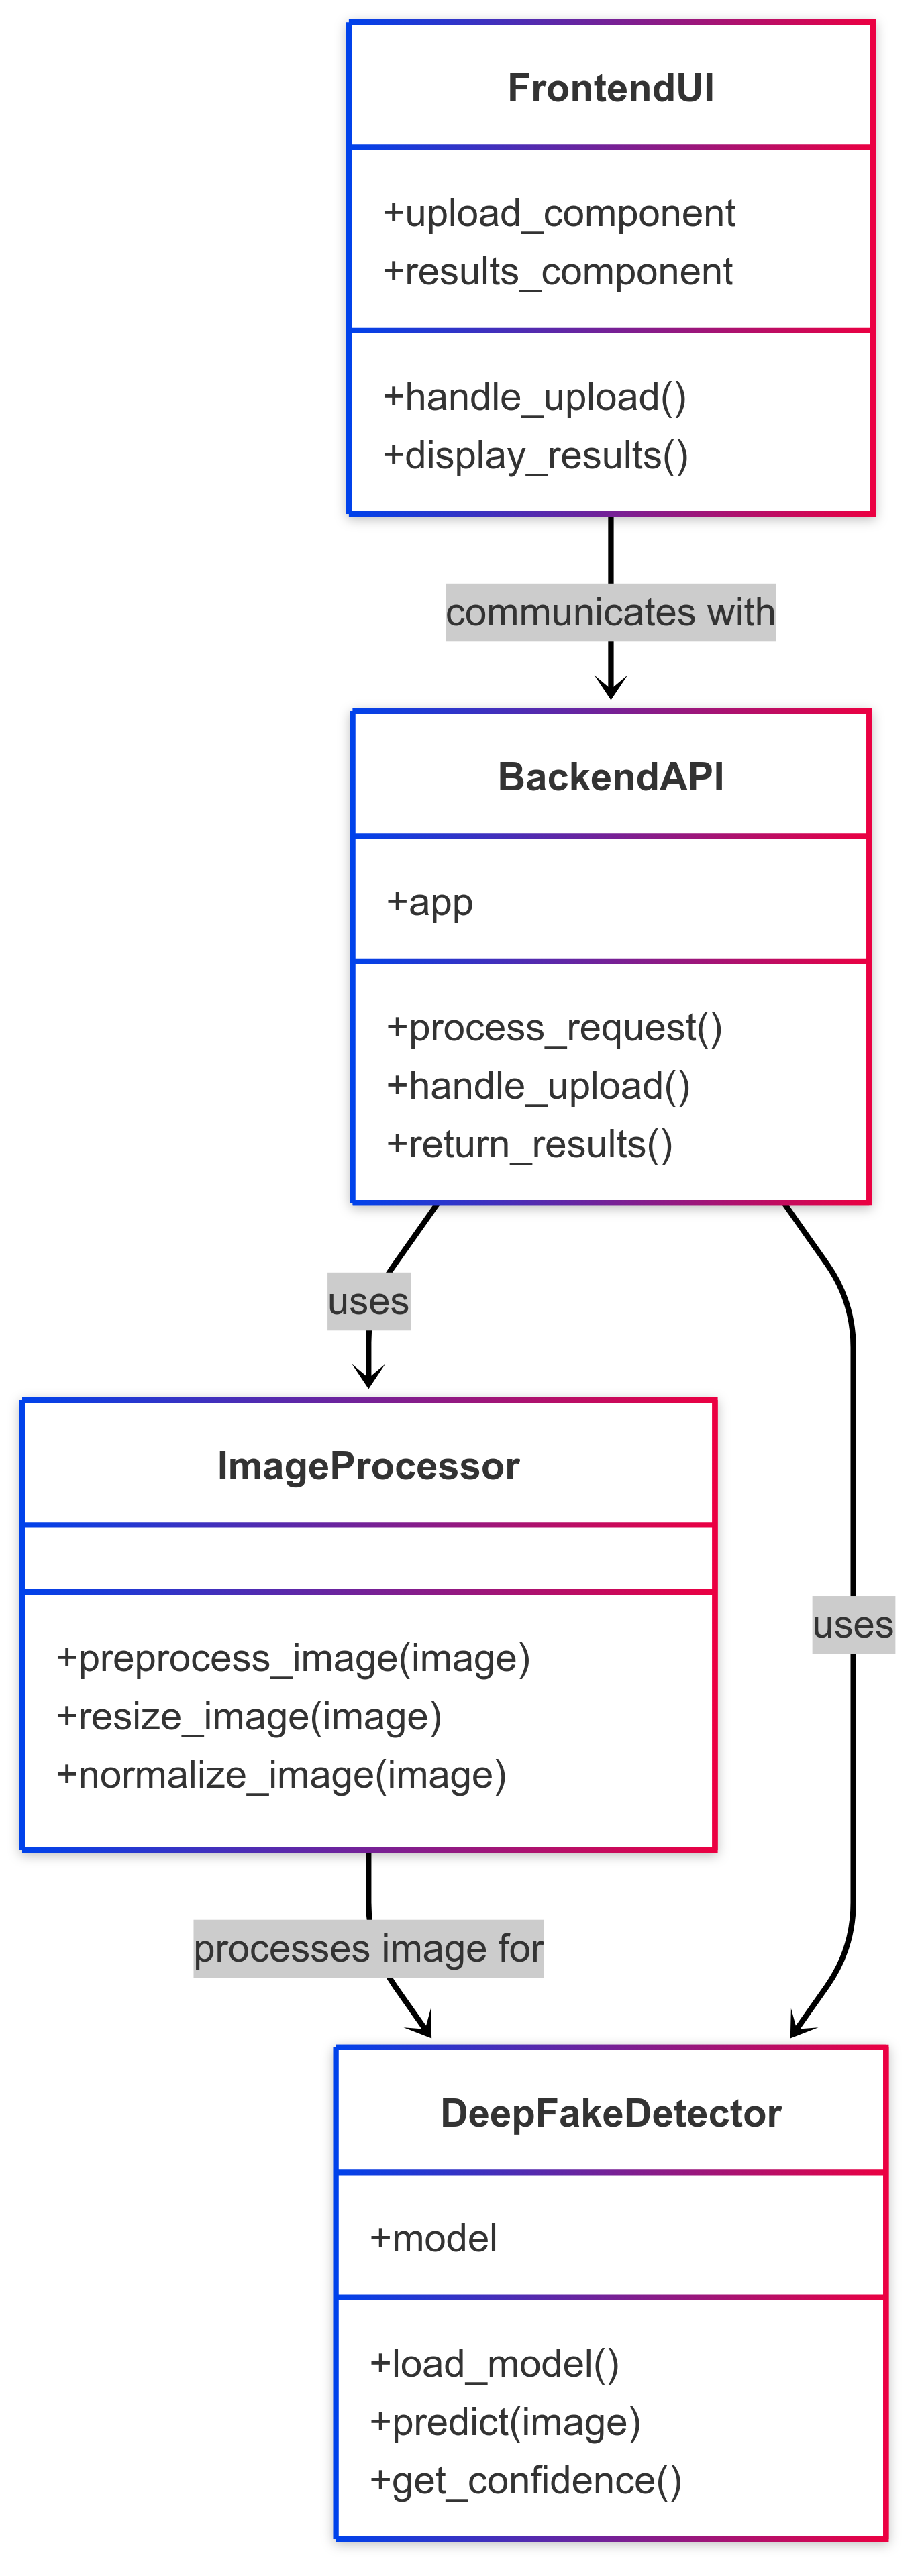 FrontendUI
+upload_component
+results_component
+handle_upload()
+display_results()
communicates with
BackendAPI
+app
+process_request()
+handle_upload()
+return_results()
uses
ImageProcessor
+preprocess_image(image)
+resize_image(image)
+normalize_image(image)
uses
processes image for
DeepFakeDetector
+model
+load_model()
+predict(image)
+get_confidence()